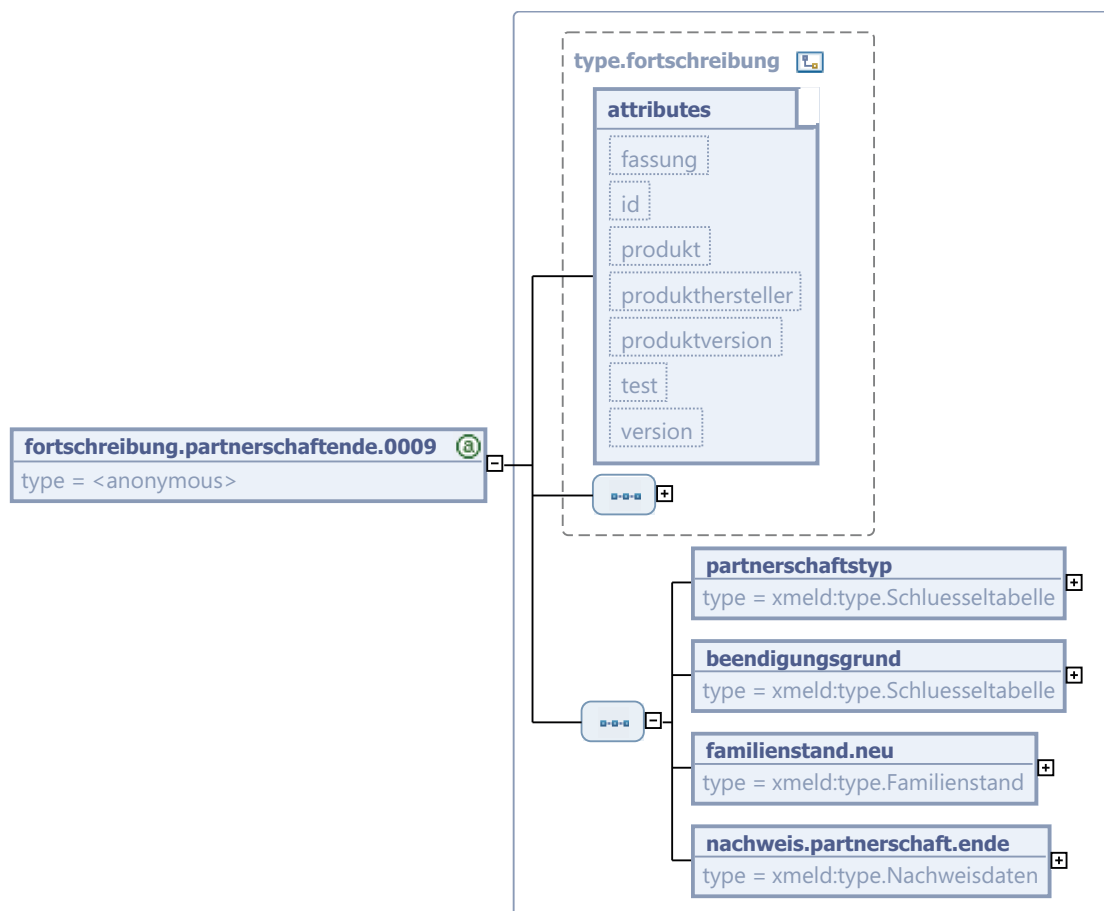 type.fortschreibung
attributes
fassung
id
produkt
produkthersteller
produktversion
test
version
fortschreibung.partnerschaftende.0009 @
type = <anonymous>
partnerschaftstyp
type = xmeld:type.Schluesseltabelle
beendigungsgrund
type = xmeld:type.Schluesseltabelle
familienstand.neu
type = xmeld:type.Familienstand
nachweis.partnerschaft.ende
type = xmeld:type.Nachweisdaten